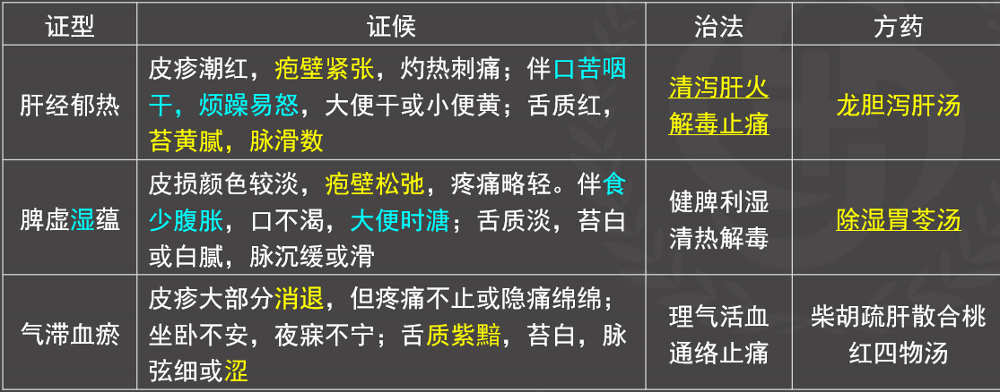 证型 证候 治法 方药
肝经郁热
皮疹潮红，疱壁紧张，灼热刺痛；伴口苦咽
干，烦躁易怒，大便干或小便黄；舌质红，
苔黄腻，脉滑数
清泻肝火
解毒止痛
龙胆泻肝汤
脾虚湿蕴
皮损颜色较淡，疱壁松弛，疼痛略轻。伴食
少腹胀，口不渴，大便时溏；舌质淡，苔白
或白腻，脉沉缓或滑
健脾利湿
清热解毒
除湿胃苓汤
气滞血瘀
皮疹大部分消退，但疼痛不止或隐痛绵绵；
坐卧不安，夜寐不宁；舌质紫黯，苔白，脉
弦细或涩
理气活血
通络止痛
柴胡疏肝散合桃
红四物汤